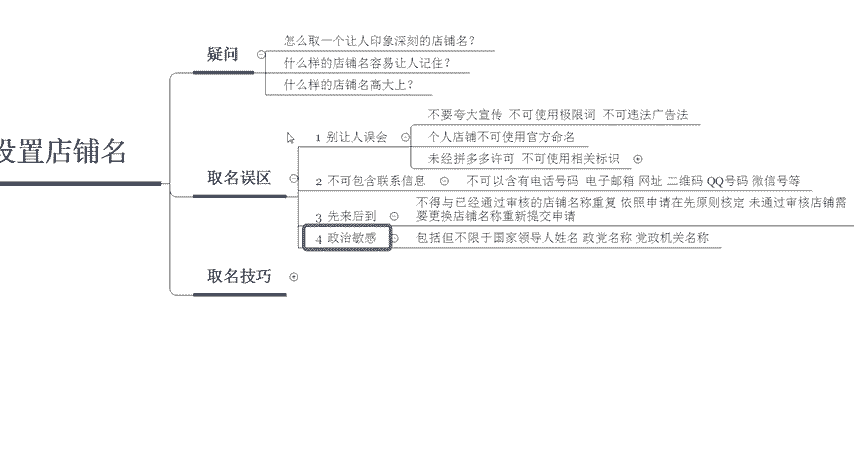 设置店铺名
疑问
怎么取一个让人印象深刻的店铺名?
什么样的店铺名容易让人记住?
什么样的店铺名高大上?
取名误区
1 别让人误会
不要夸大宣传 不可使用极限词 不可违法广告法
个人店铺不可使用官方命名
未经拼多多许可 不可使用相关标识
2 不可包含联系信息
不可以含有电话号码 电子邮箱 网址 二维码 QQ号码 微信号等
3 先来后到
不得与已经通过审核的店铺名称重复 依照申请在先原则核定 未通过审核店铺需
要更换店铺名称重新提交申请
4 政治敏感
包括但不限于国家领导人姓名 政党名称 党政机关名称
取名技巧